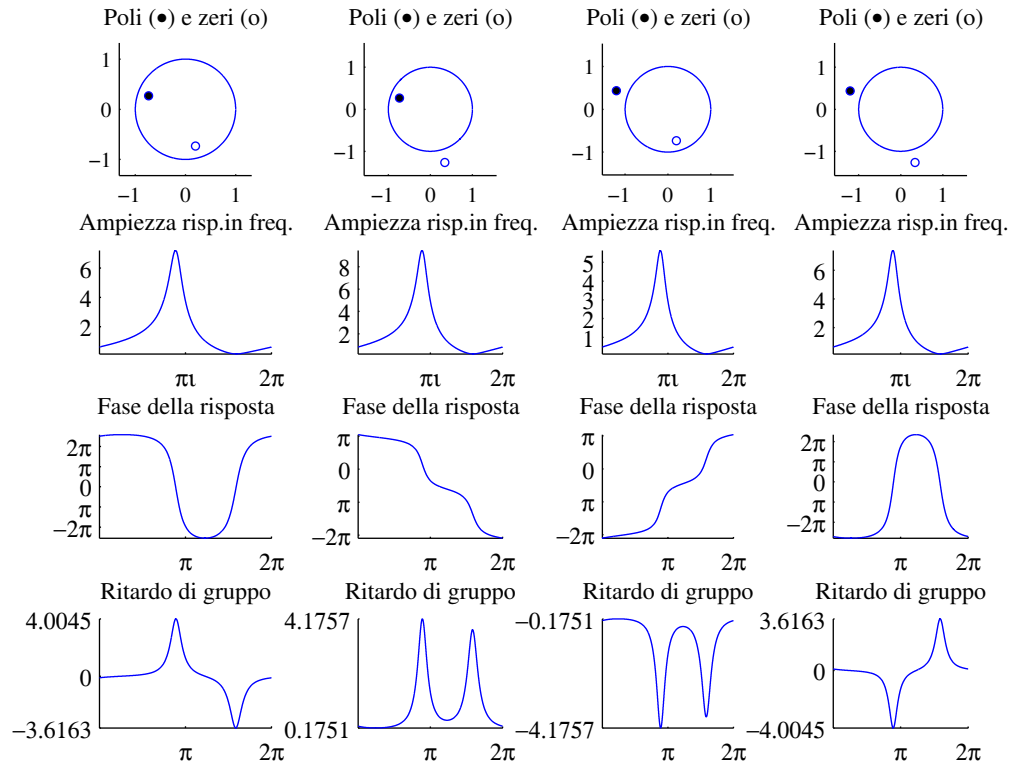 Poli (●) e zeri (o) Poli (●) e zeri (o) Poli (●) e zeri (o) Poli (●) e zeri (o)
1 1 1 1
0 0 0 0
−1 −1 −1 −1
−1 0 1 −1 0 1 −1 0 1 −1 0 1
Ampiezza risp.in freq. Ampiezza risp.in freq. Ampiezza risp.in freq. Ampiezza risp.in freq.
6 8 5 6
4 6 4 4
2 4 3 2
2 2
1
πι 2π πι 2π πι 2π πι 2π
Fase della risposta Fase della risposta Fase della risposta Fase della risposta
2π π π 2π
π 0 0 π
0 π π 0
π −2π −2π π
−2π −2π
π 2π π 2π π 2π π 2π
Ritardo di gruppo Ritardo di gruppo Ritardo di gruppo Ritardo di gruppo
4.0045 4.1757 −0.1751 3.6163
0 0
−3.6163 0.1751 −4.1757 −4.0045
π 2π π 2π π 2π π 2π